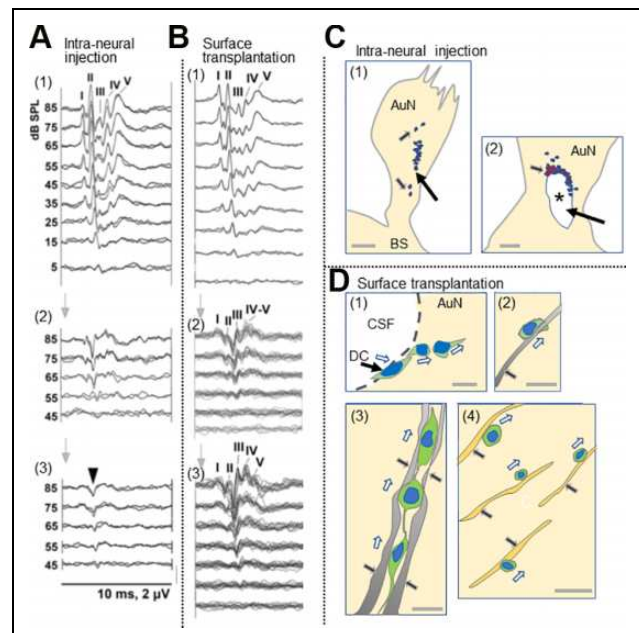 A
Intra-neural
injection
(1)
I
II
III
IV
V
dB SPL
85
75
65
55
45
35
25
15
5
(2)
85
75
65
55
45
(3)
85
75
65
55
45
10 ms, 2 µV
B
Surface
transplantation
(1)
I
II
III
IV
V
(2)
I
II
III
IV-V
(3)
I
II
III
IV
V
C
Intra-neural injection
(1)
AuN
BS
(2)
AuN
*
D
Surface transplantation
(1)
AuN
CSF
DC
(2)
(3)
(4)